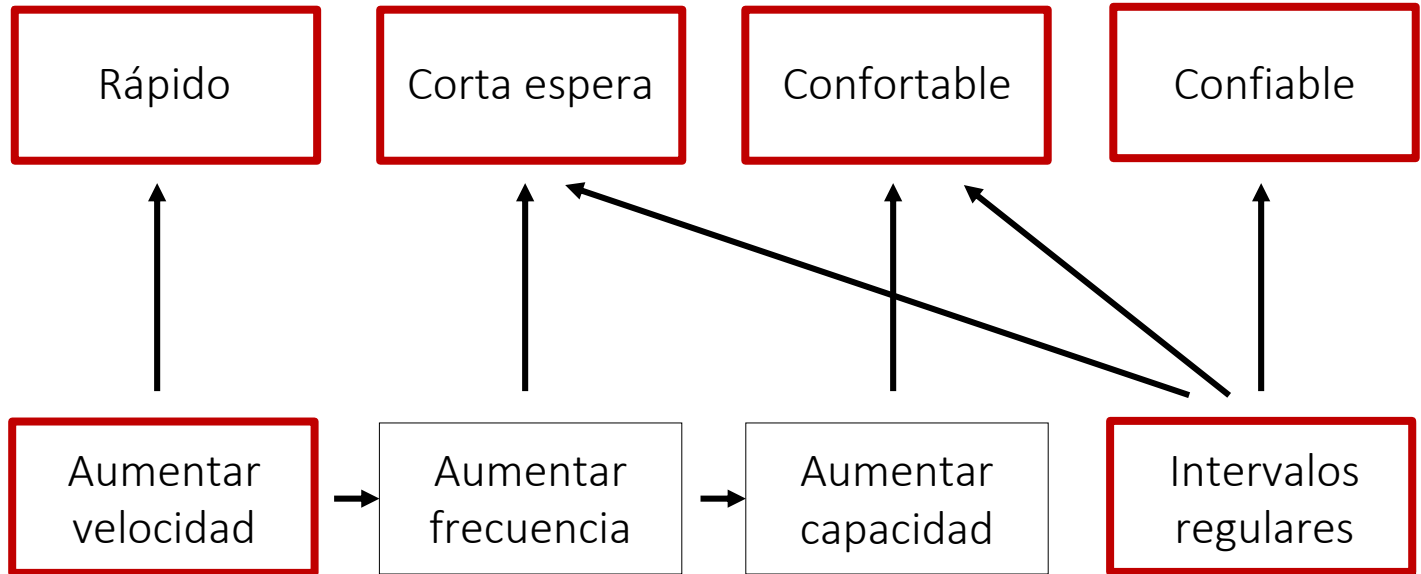 Rápido
Corta espera
Confortable
Confiable
Aumentar
velocidad
Aumentar
frecuencia
Aumentar
capacidad
Intervalos
regulares